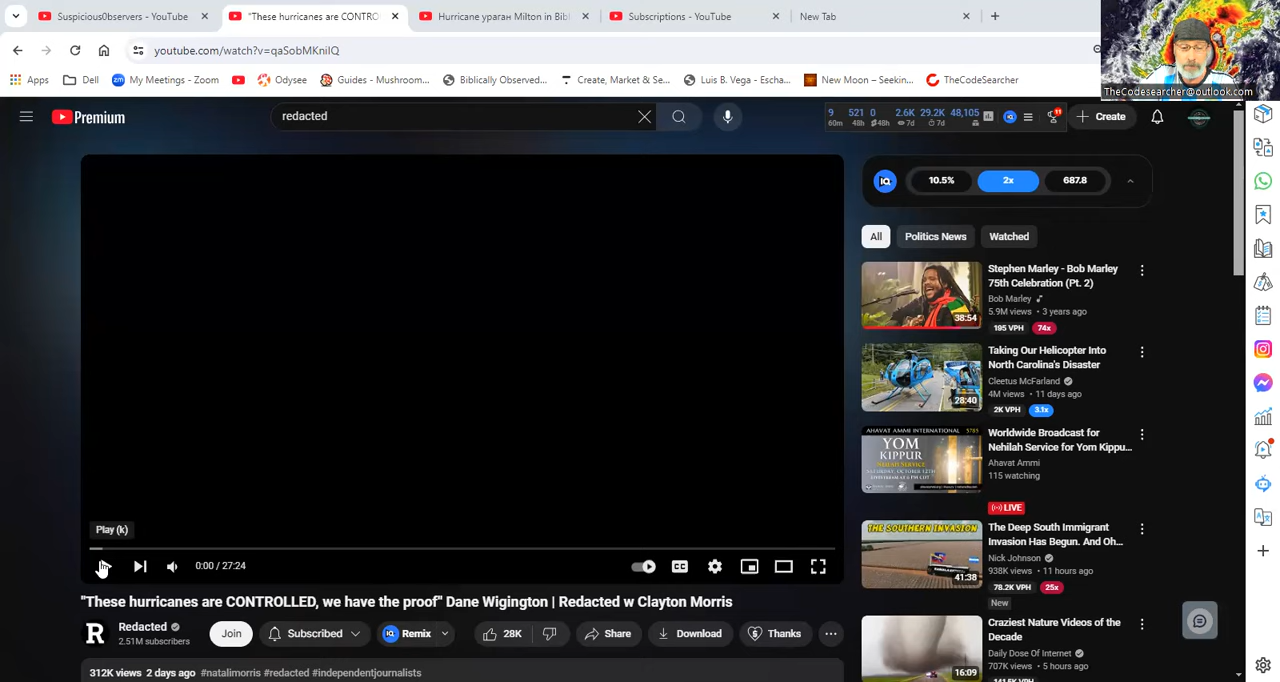 Suspicious0bservers - YouTube
"These hurricanes are CONTRO
Hurricane ураган Milton in Bibl
Subscriptions - YouTube
New Tab
youtube.com/watch?v=qaSobMKniIQ
Apps
Dell
My Meetings - Zoom
Odysee
Guides - Mushroom...
Biblically Observed...
Create, Market & Se...
Luis B. Vega - Escha...
New Moon – Seekin...
TheCodeSearcher
TheCodesearcher@outlook.com
Premium
redacted
9 521 0 2.6K 29.2K 48,105
60m 48h 48h 7d 7d
11
Create
IQ
10.5%
2x
687.8
All
Politics News
Watched
Stephen Marley - Bob Marley
75th Celebration (Pt. 2)
Bob Marley
5.9M views • 3 years ago
195 VPH
74x
38:54
Taking Our Helicopter Into
North Carolina's Disaster
Cleetus McFarland
4M views • 11 days ago
2K VPH
3.1x
28:40
AHAVAT AMMI INTERNATIONAL 5785
YOM
KIPPUR
Worldwide Broadcast for
Nehilah Service for Yom Kippu...
Ahavat Ammi
115 watching
LIVE
THE SOUTHERN INVASION
41:38
The Deep South Immigrant
Invasion Has Begun. And Oh...
Nick Johnson
938K views • 11 hours ago
78.2K VPH
25x
New
Craziest Nature Videos of the
Decade
Daily Dose Of Internet
707K views • 5 hours ago
16:09
Play (k)
0:00 / 27:24
CC
"These hurricanes are CONTROLLED, we have the proof" Dane Wigington | Redacted w Clayton Morris
R
Redacted
2.51M subscribers
Join
Subscribed
IQ
Remix
28K
Share
Download
Thanks
312K views 2 days ago #natalimorris #redacted #independentjournalists